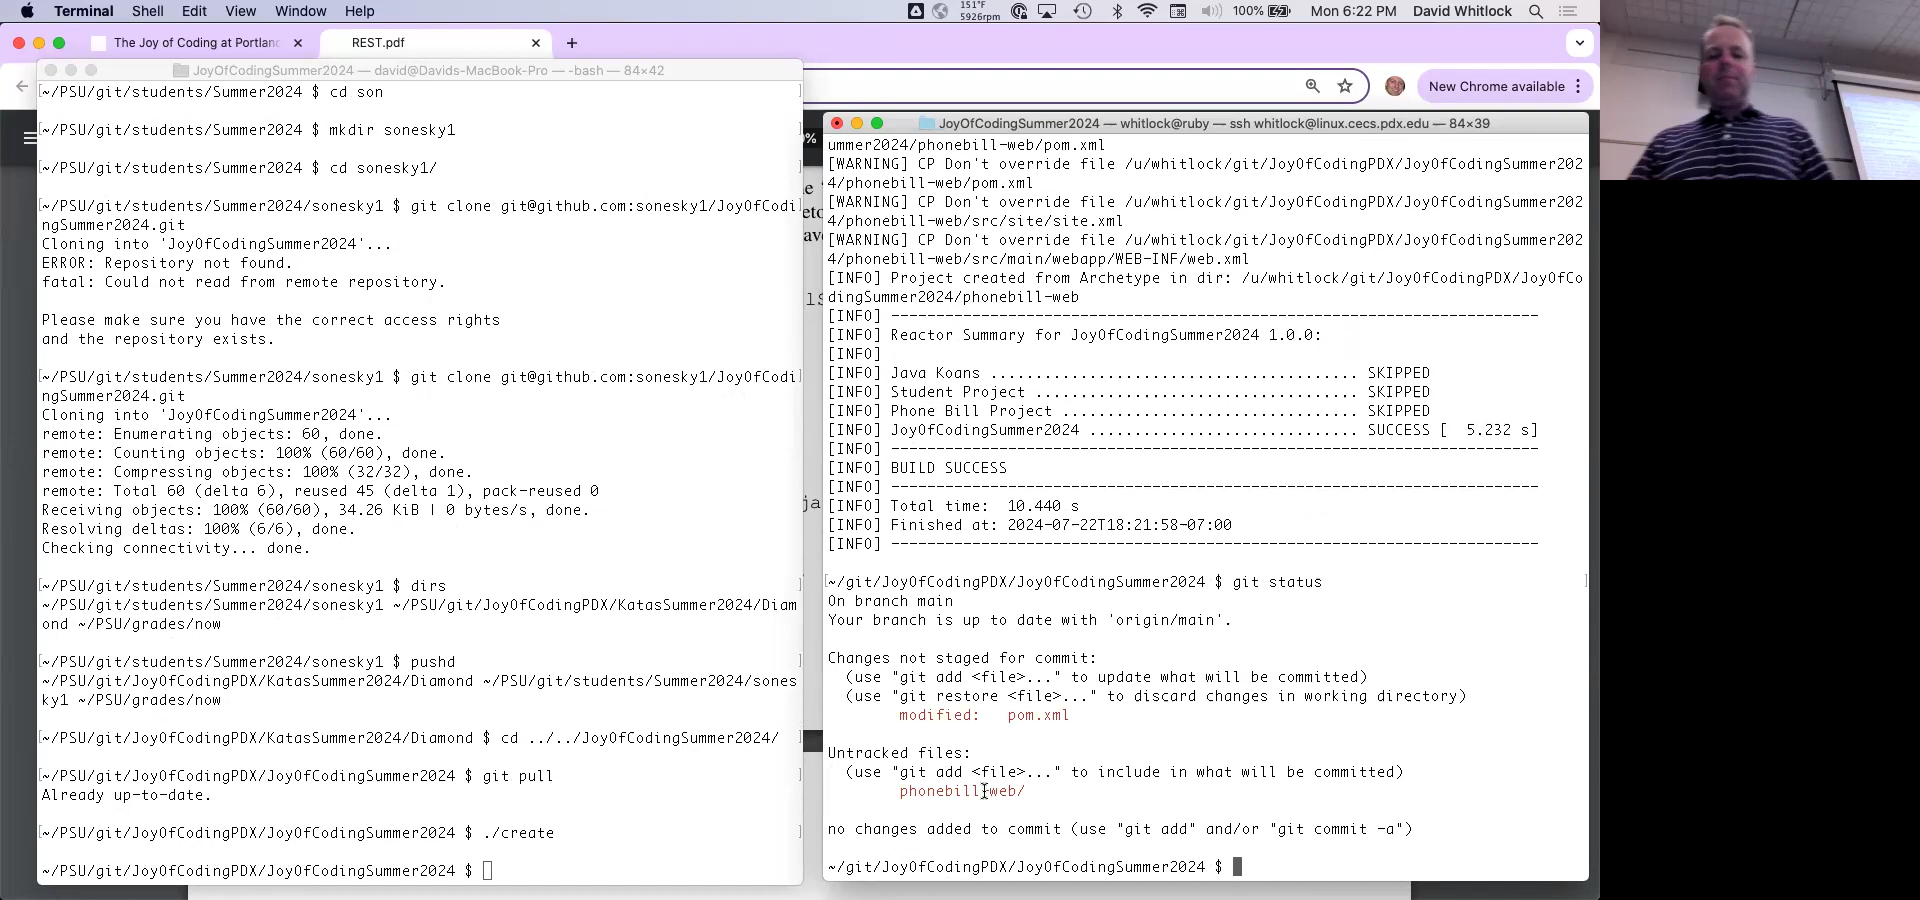 Terminal Shell Edit View Window Help 151°F 5926rpm 100% Mon 6:22 PM David Whitlock
The Joy of Coding at Portlan
REST.pdf
New Chrome available
JoyOfCodingSummer2024 — david@Davids-MacBook-Pro — -bash — 84×42
~/PSU/git/students/Summer2024 $ cd son
~/PSU/git/students/Summer2024 $ mkdir sonesky1
~/PSU/git/students/Summer2024 $ cd sonesky1/
~/PSU/git/students/Summer2024/sonesky1 $ git clone git@github.com:sonesky1/JoyOfCodi
ngSummer2024.git
Cloning into 'JoyOfCodingSummer2024'...
ERROR: Repository not found.
fatal: Could not read from remote repository.
Please make sure you have the correct access rights
and the repository exists.
~/PSU/git/students/Summer2024/sonesky1 $ git clone git@github.com:sonesky1/JoyOfCodi
ngSummer2024.git
Cloning into 'JoyOfCodingSummer2024'...
remote: Enumerating objects: 60, done.
remote: Counting objects: 100% (60/60), done.
remote: Compressing objects: 100% (32/32), done.
remote: Total 60 (delta 6), reused 45 (delta 1), pack-reused 0
Receiving objects: 100% (60/60), 34.26 KiB | 0 bytes/s, done.
Resolving deltas: 100% (6/6), done.
Checking connectivity... done.
~/PSU/git/students/Summer2024/sonesky1 $ dirs
~/PSU/git/students/Summer2024/sonesky1 ~/PSU/git/JoyOfCodingPDX/KatasSummer2024/Diam
ond ~/PSU/grades/now
~/PSU/git/students/Summer2024/sonesky1 $ pushd
~/PSU/git/JoyOfCodingPDX/KatasSummer2024/Diamond ~/PSU/git/students/Summer2024/sones
ky1 ~/PSU/grades/now
~/PSU/git/JoyOfCodingPDX/KatasSummer2024/Diamond $ cd ../../JoyOfCodingSummer2024/
~/PSU/git/JoyOfCodingPDX/JoyOfCodingSummer2024 $ git pull
Already up-to-date.
~/PSU/git/JoyOfCodingPDX/JoyOfCodingSummer2024 $ ./create
~/PSU/git/JoyOfCodingPDX/JoyOfCodingSummer2024 $
JoyOfCodingSummer2024 — whitlock@ruby — ssh whitlock@linux.cecs.pdx.edu — 84×39
ummer2024/phonebill-web/pom.xml
[WARNING] CP Don't override file /u/whitlock/git/JoyOfCodingPDX/JoyOfCodingSummer202
4/phonebill-web/pom.xml
[WARNING] CP Don't override file /u/whitlock/git/JoyOfCodingPDX/JoyOfCodingSummer202
4/phonebill-web/src/site/site.xml
[WARNING] CP Don't override file /u/whitlock/git/JoyOfCodingPDX/JoyOfCodingSummer202
4/phonebill-web/src/main/webapp/WEB-INF/web.xml
[INFO] Project created from Archetype in dir: /u/whitlock/git/JoyOfCodingPDX/JoyOfCo
dingSummer2024/phonebill-web
[INFO] ------------------------------------------------------------------------
[INFO] Reactor Summary for JoyOfCodingSummer2024 1.0.0:
[INFO]
[INFO] Java Koans ......................................... SKIPPED
[INFO] Student Project .................................... SKIPPED
[INFO] Phone Bill Project ................................. SKIPPED
[INFO] JoyOfCodingSummer2024 .............................. SUCCESS [  5.232 s]
[INFO] ------------------------------------------------------------------------
[INFO] BUILD SUCCESS
[INFO] ------------------------------------------------------------------------
[INFO] Total time:  10.440 s
[INFO] Finished at: 2024-07-22T18:21:58-07:00
[INFO] ------------------------------------------------------------------------
~/git/JoyOfCodingPDX/JoyOfCodingSummer2024 $ git status
On branch main
Your branch is up to date with 'origin/main'.
Changes not staged for commit:
(use "git add <file>..." to update what will be committed)
(use "git restore <file>..." to discard changes in working directory)
modified:   pom.xml
Untracked files:
(use "git add <file>..." to include in what will be committed)
phonebill-web/
no changes added to commit (use "git add" and/or "git commit -a")
~/git/JoyOfCodingPDX/JoyOfCodingSummer2024 $